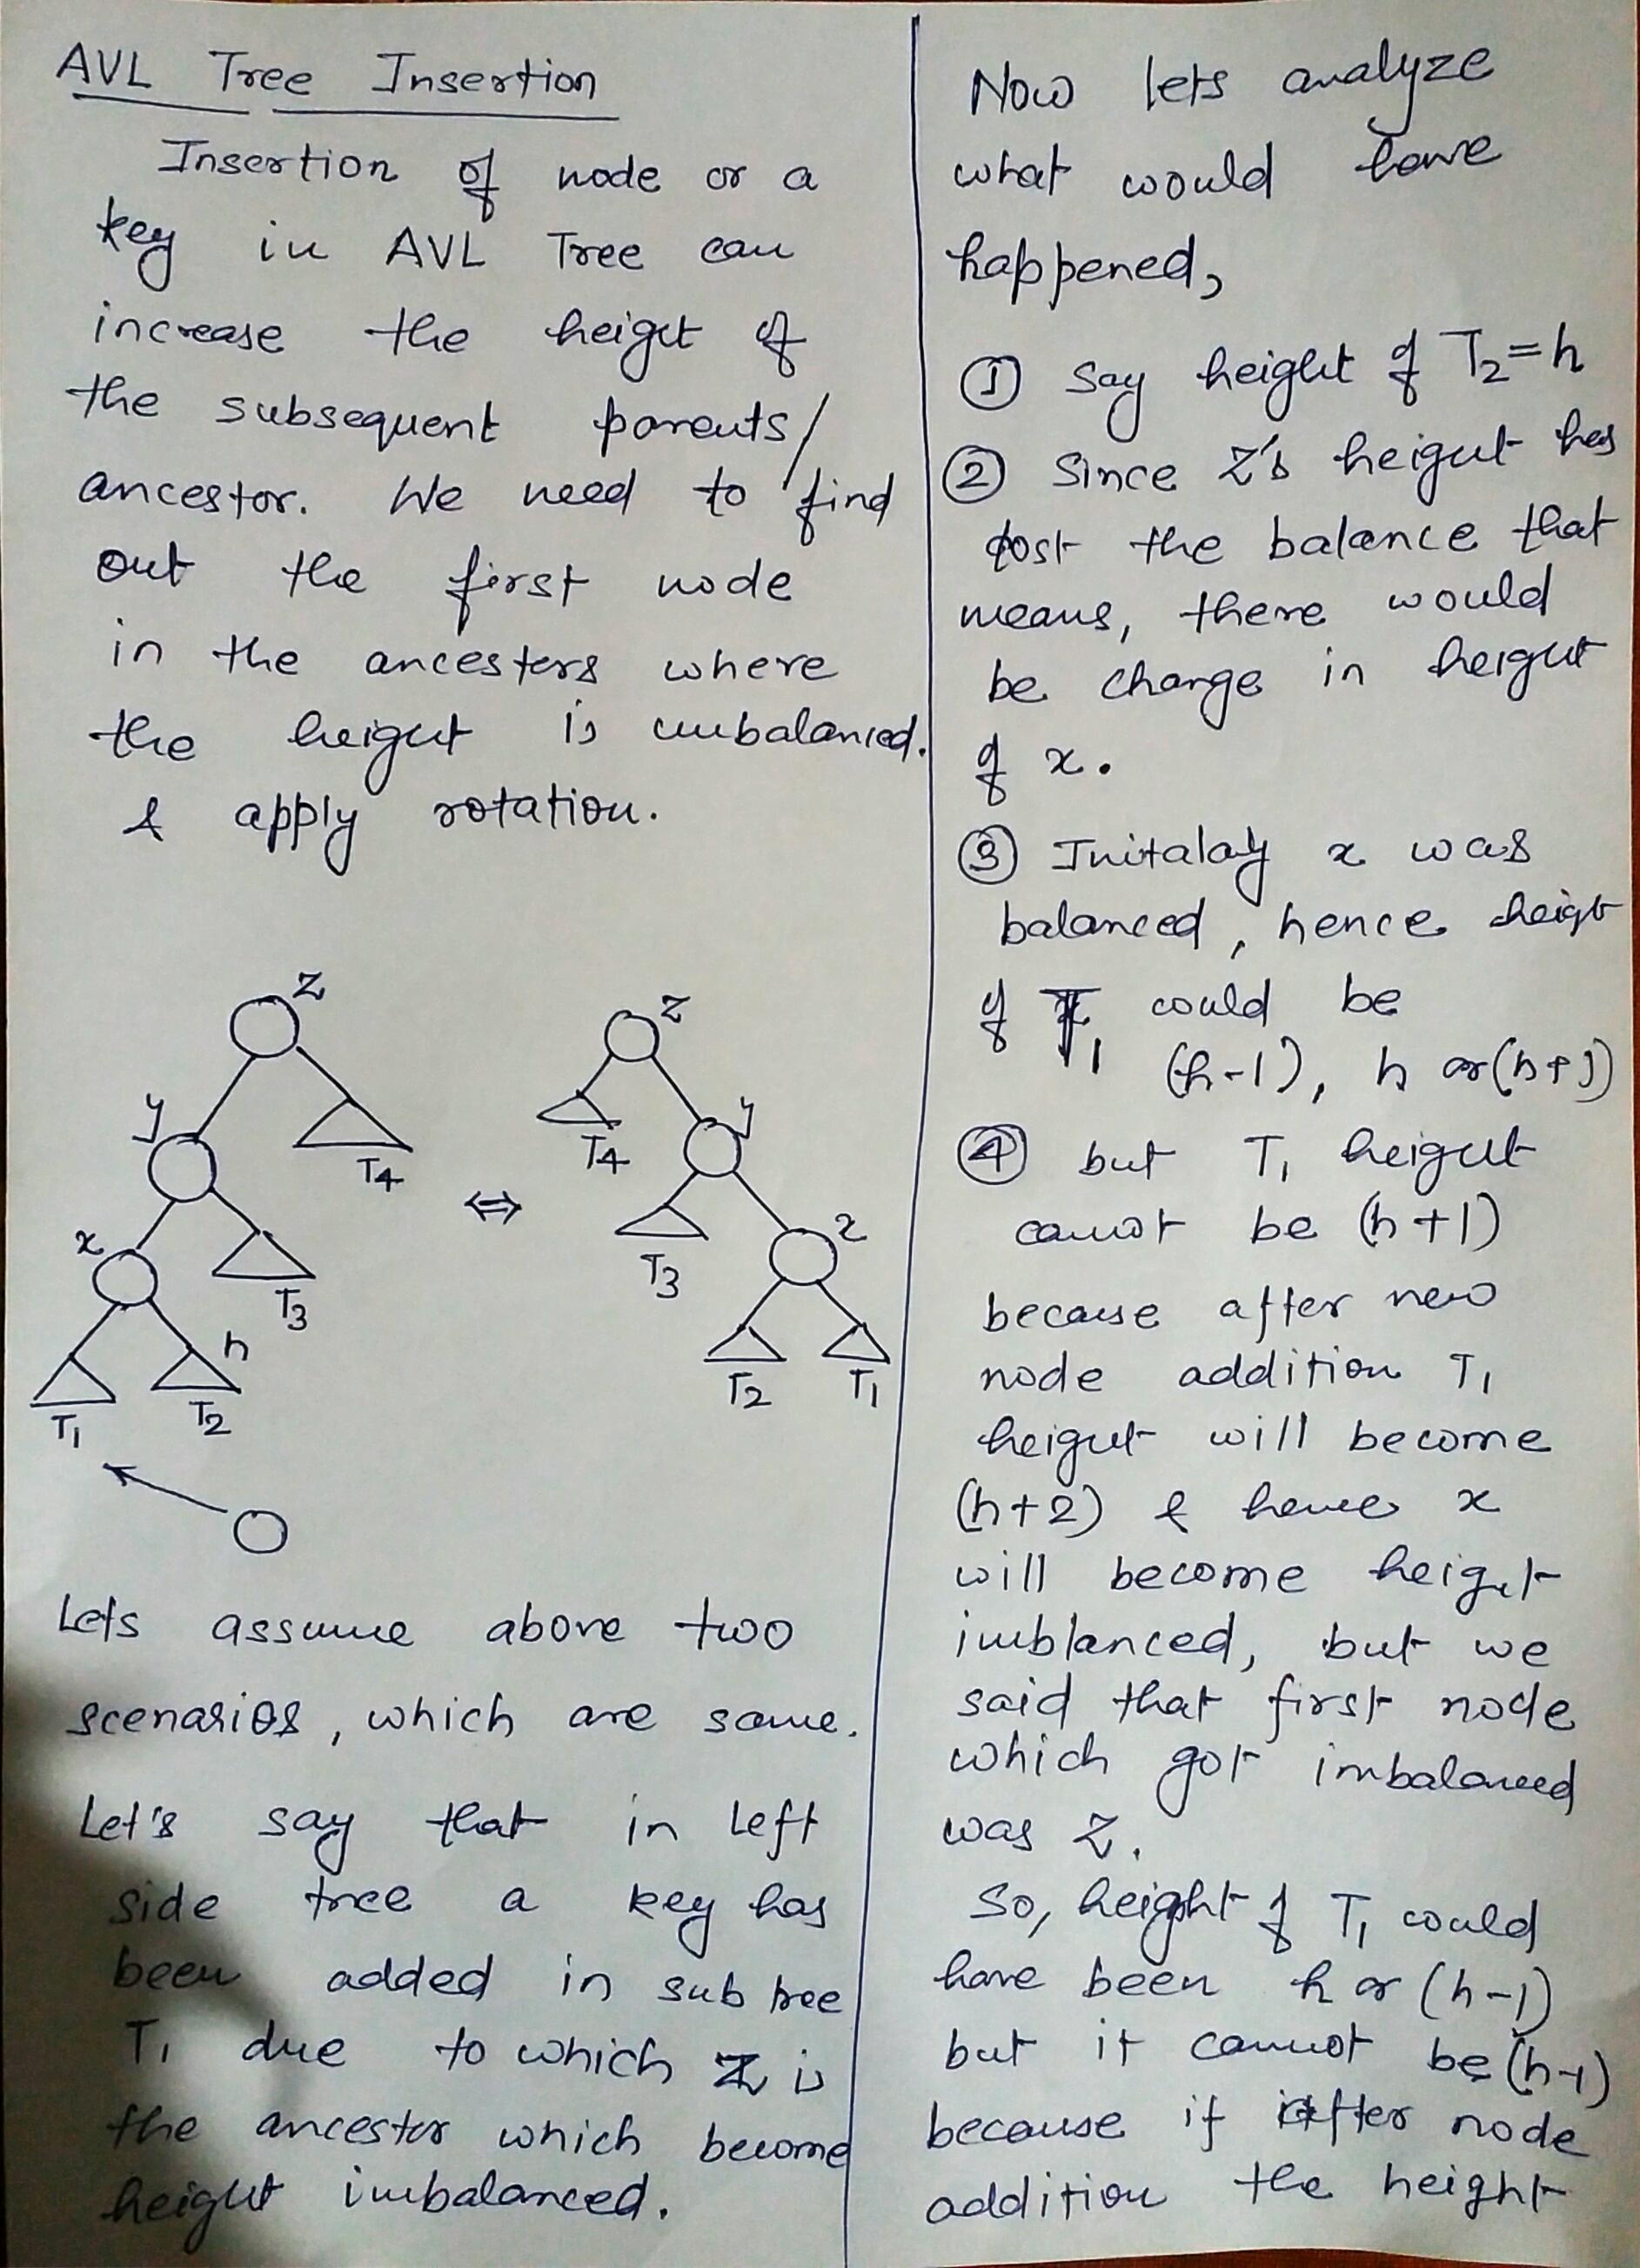 AVL Tree Insertion
Insertion of node or a
key in AVL Tree can
increase the height of
the subsequent parents/
ancestor. We need to find
out the first node
in the ancesters where
the height is unbalanced.
& apply rotation.
Z
y
T4
x
T3
h
T1
T2
⇔
Z
y
T4
x
T3
T2
T1
Lets assume above two
scenarios, which are same.
Let's say that in left
side tree a key has
been added in sub tree
T1 due to which Z is
the ancestor which become
height imbalanced.
Now lets analyze
what would have
happened,
① Say height of T2=h
② Since Z's height has
lost the balance that
means, there would
be change in height
of x.
③ Initalaly x was
balanced, hence heigt
of T1 could be
(h-1), h or (h+1)
④ but T1 height
cannot be (h+1)
because after new
node addition T1
height will become
(h+2) & hence x
will become height
imblanced, but we
said that first node
which got imbalanced
was Z.
So, height of T1 could
have been h or (h-1)
but it cannot be (h-1)
because if after node
addition the height